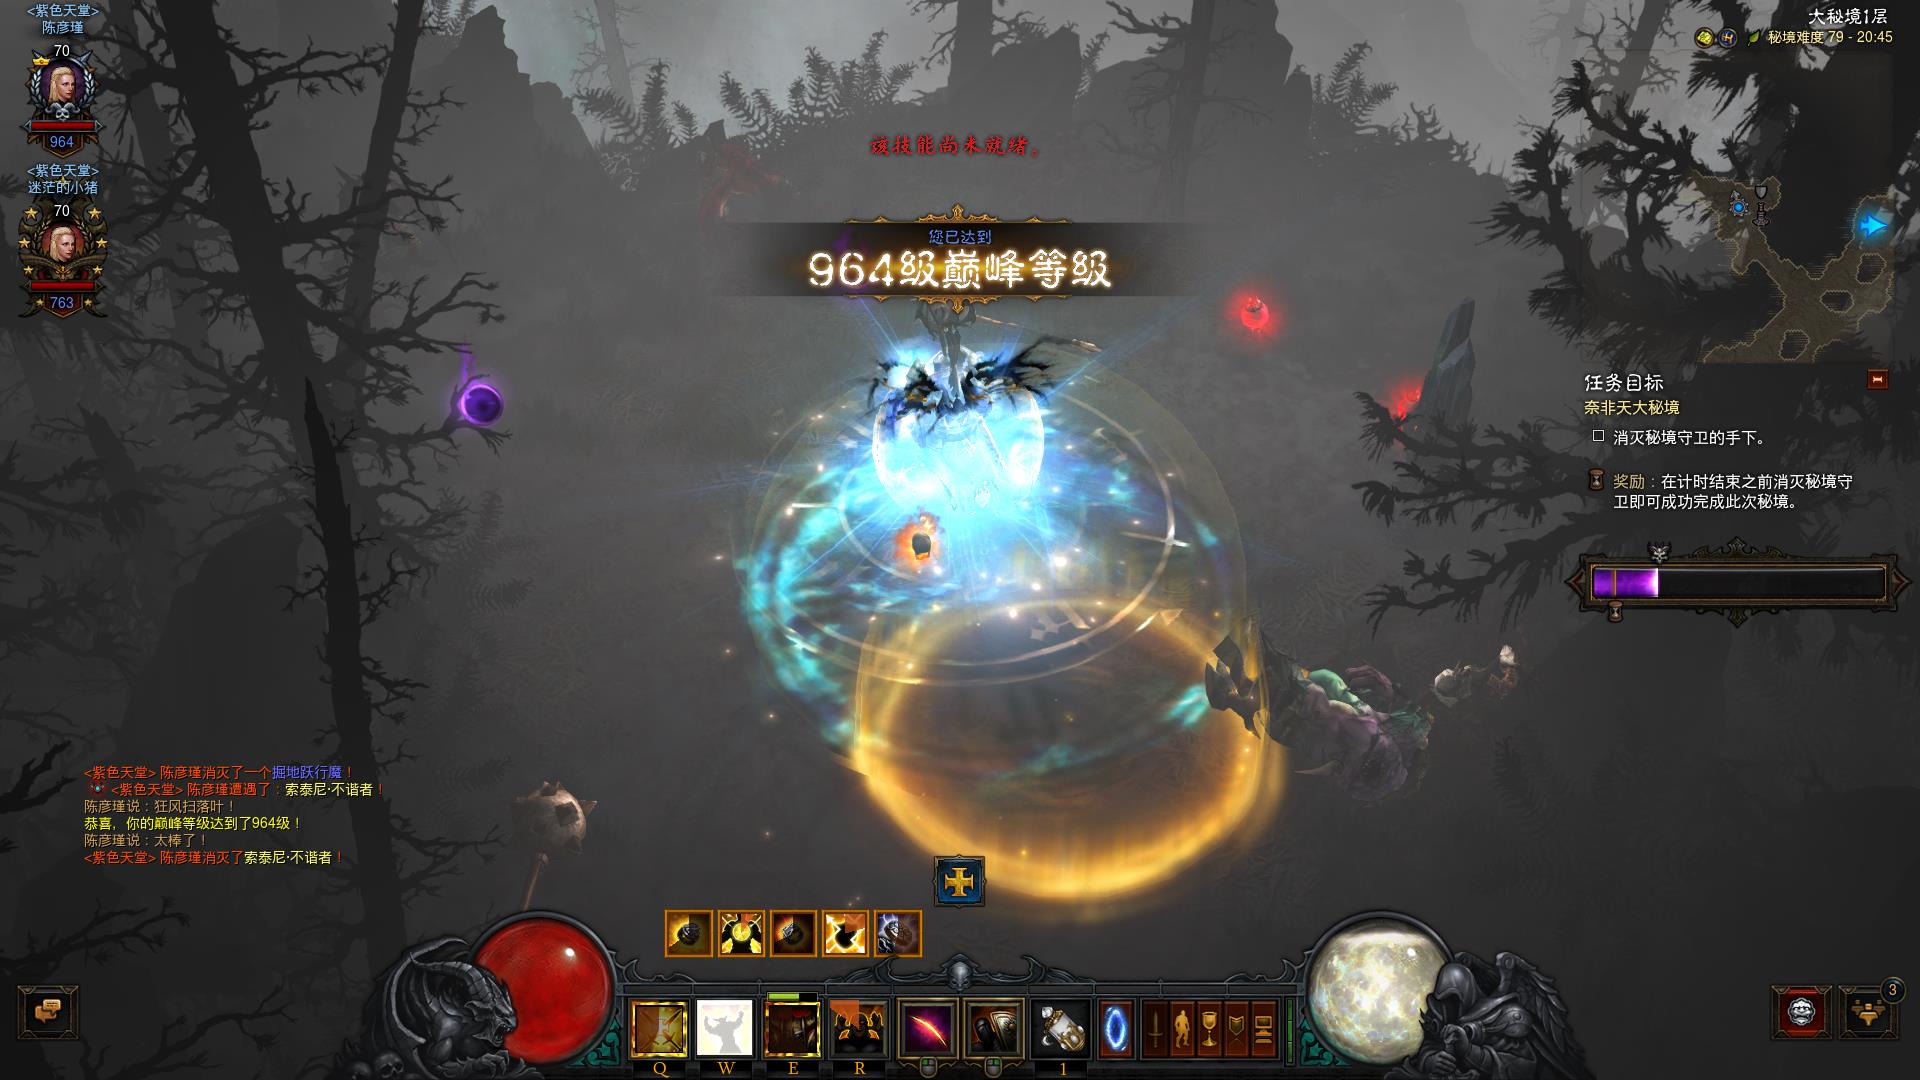 <紫色天堂>
陈彦瑾
70
964
<紫色天堂>
迷茫的小猪
70
763
大秘境1层
秘境难度 79 - 20:45
该技能尚未就绪。
您已达到
964级巅峰等级
任务目标
奈非天大秘境
消灭秘境守卫的手下。
奖励：在计时结束之前消灭秘境守
卫即可成功完成此次秘境。
<紫色天堂> 陈彦瑾消灭了一个掘地跃行魔！
<紫色天堂> 陈彦瑾遭遇了：索泰尼·不谐者！
陈彦瑾说：狂风扫落叶！
恭喜，你的巅峰等级达到了964级！
陈彦瑾说：太棒了！
<紫色天堂> 陈彦瑾消灭了索泰尼·不谐者！
3
Q W E R 1